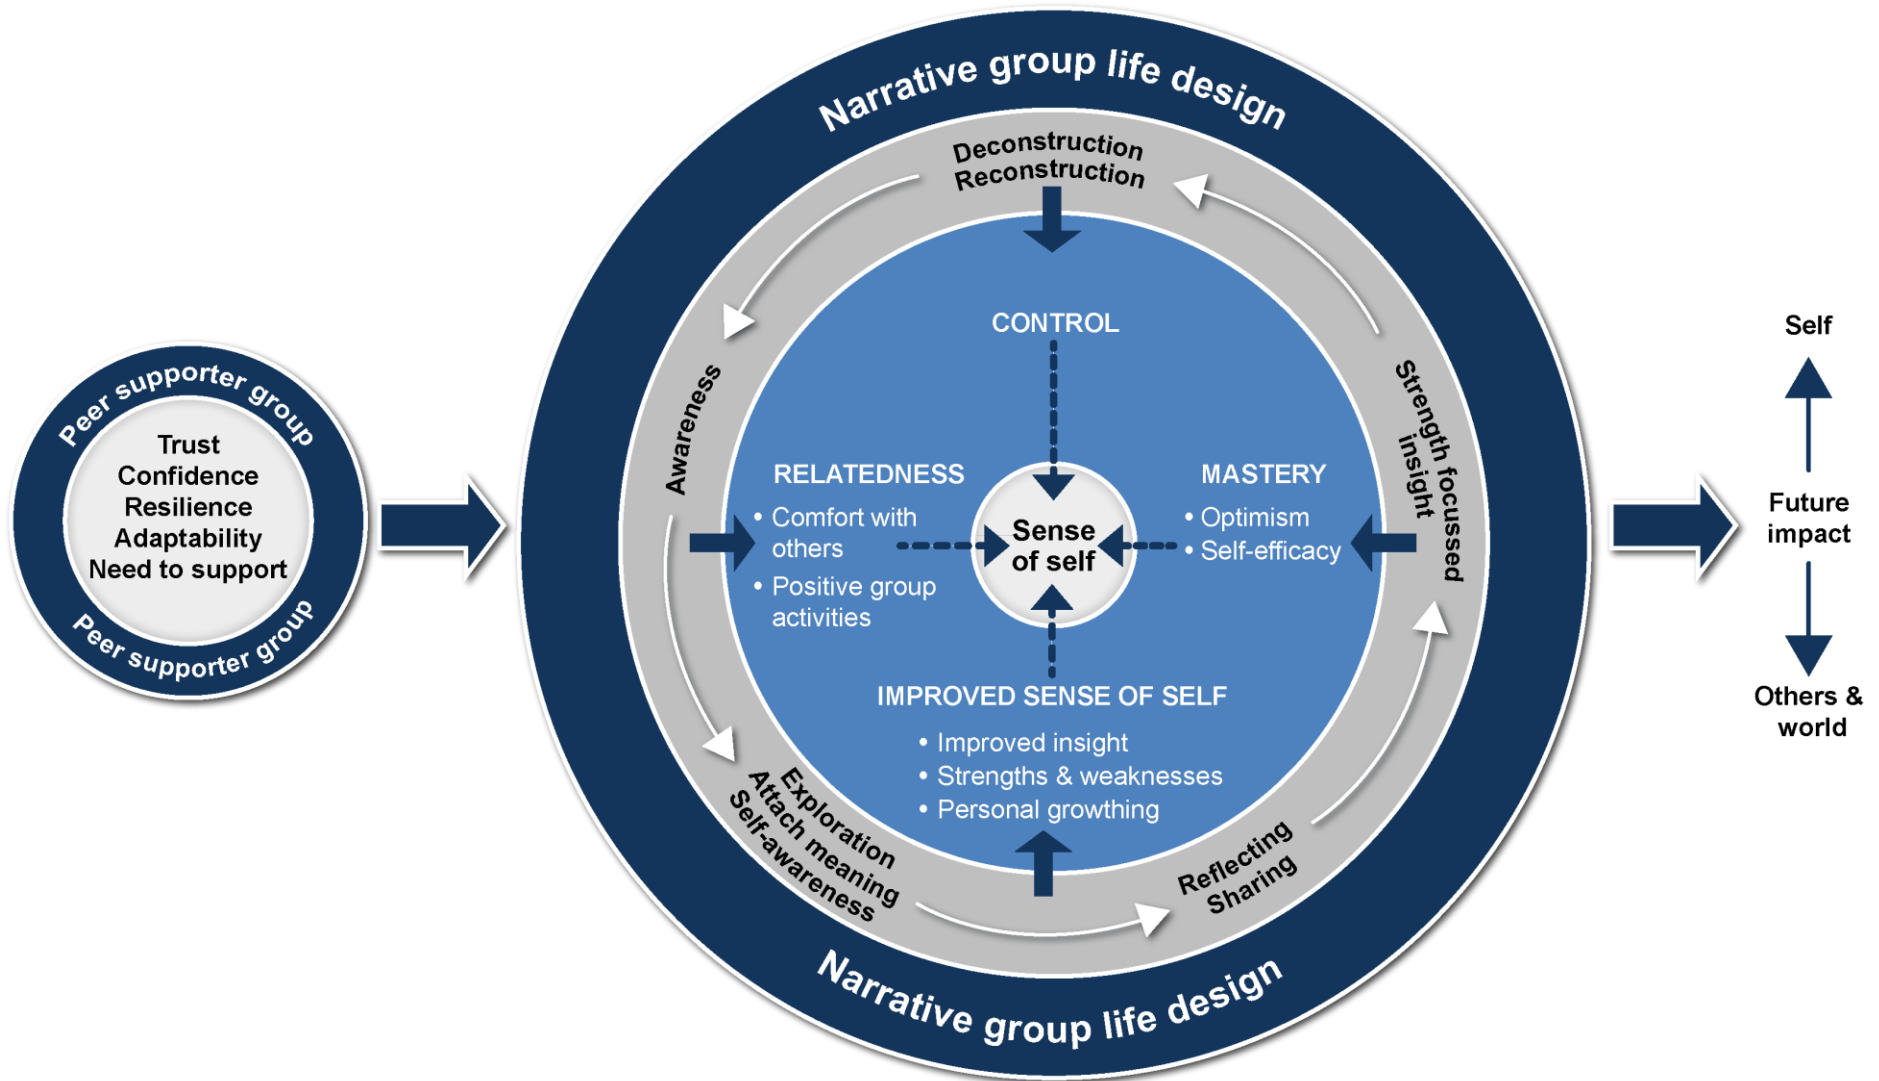 Peer supporter group
Trust
Confidence
Resilience
Adaptability
Need to support
Peer supporter group
Narrative group life design
Deconstruction
Reconstruction
Awareness
Exploration
Attach meaning
Self-awareness
Reflecting
Sharing
Strength focussed
insight
CONTROL
RELATEDNESS
• Comfort with
others
• Positive group
activities
Sense
of self
MASTERY
• Optimism
• Self-efficacy
IMPROVED SENSE OF SELF
• Improved insight
• Strengths & weaknesses
• Personal growthing
Narrative group life design
Self
Future
impact
Others &
world